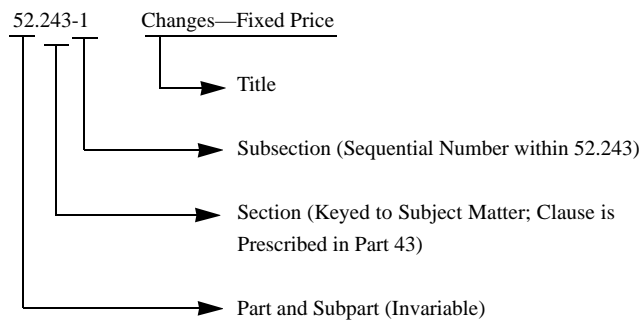 52.243-1 Changes—Fixed Price
Title
Subsection (Sequential Number within 52.243)
Section (Keyed to Subject Matter; Clause is
Prescribed in Part 43)
Part and Subpart (Invariable)